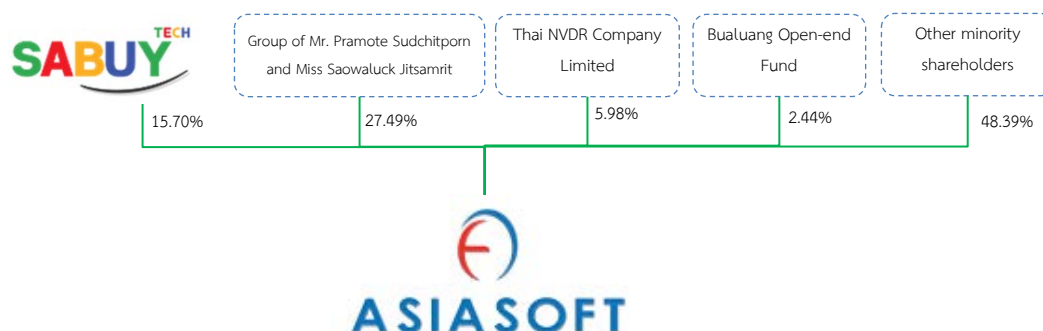 SABUY
TECH
Group of Mr. Pramote Sudchitporn
and Miss Saowaluck Jitsamrit
Thai NVDR Company
Limited
Bualuang Open-end
Fund
Other minority
shareholders
15.70%
27.49%
5.98%
2.44%
48.39%
ASIASOFT